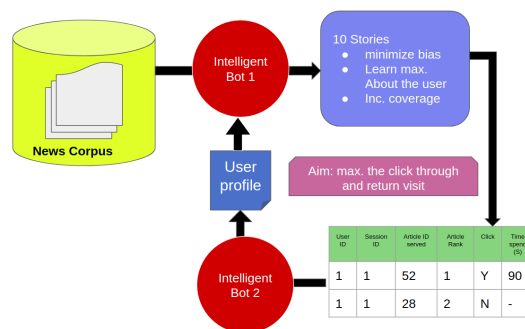 News Corpus
Intelligent
Bot 1
10 Stories
● minimize bias
● Learn max.
About the user
● Inc. coverage
User
profile
Aim: max. the click through
and return visit
Intelligent
Bot 2
User ID Session ID Article ID served Article Rank Click Time spend (S)
1 1 52 1 Y 90
1 1 28 2 N -